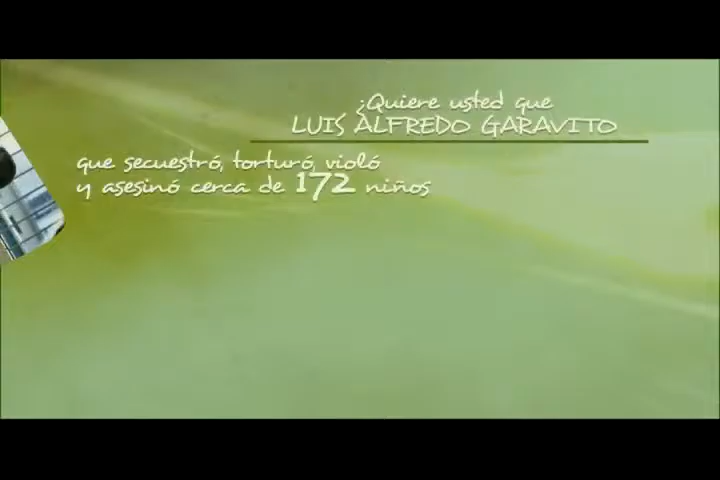 ¿Quiere usted que
LUIS ALFREDO GARAVITO
que secuestró, torturó, violó
y asesinó cerca de 172 niños